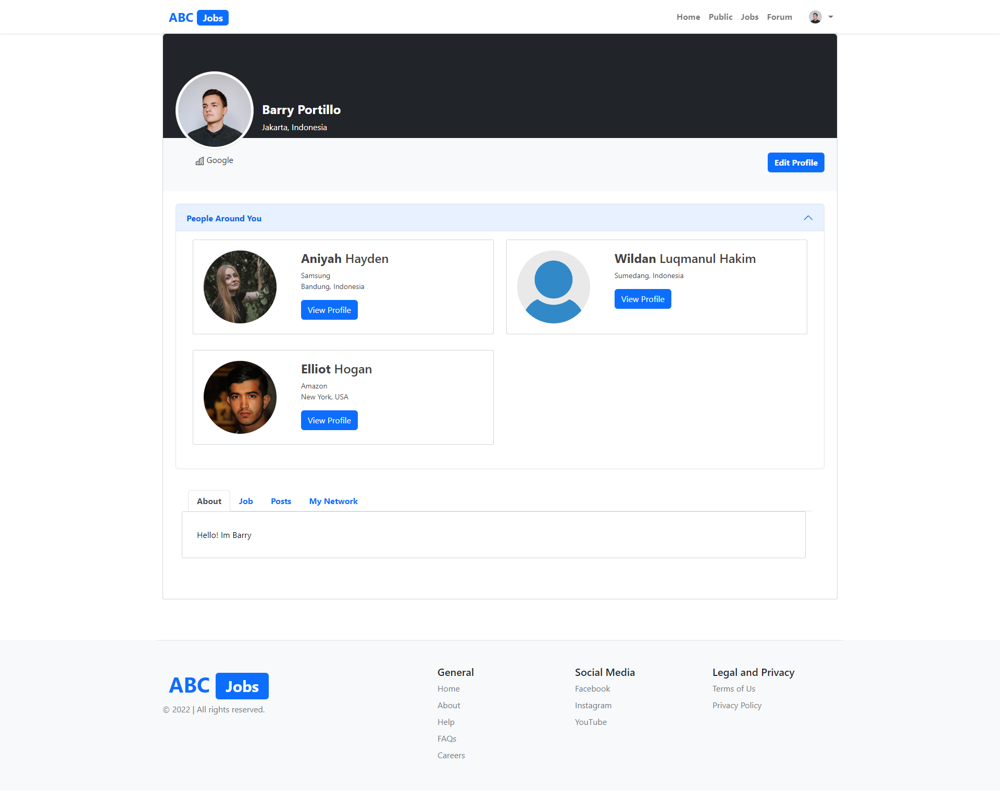 ABC Jobs
Home Public Jobs Forum
Barry Portillo
Jakarta, Indonesia
Google
Edit Profile
People Around You
Aniyah Hayden
Samsung
Bandung, Indonesia
View Profile
Wildan Luqmanul Hakim
Sumedang, Indonesia
View Profile
Elliot Hogan
Amazon
New York, USA
View Profile
About Job Posts My Network
Hello! Im Barry
ABC Jobs
© 2022 | All rights reserved.
General
Home
About
Help
FAQs
Careers
Social Media
Facebook
Instagram
YouTube
Legal and Privacy
Terms of Us
Privacy Policy